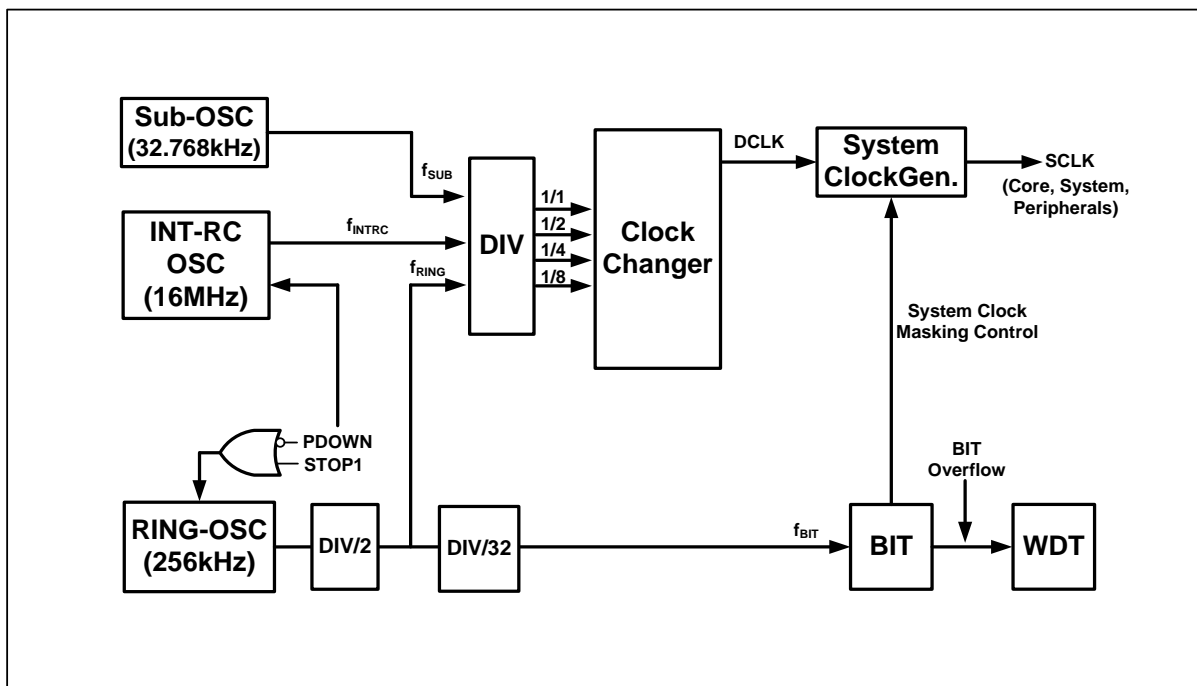 Sub-OSC
(32.768kHz)
fSUB
INT-RC
OSC
(16MHz)
fINTRC
fRING
DIV
1/1
1/2
1/4
1/8
Clock
Changer
DCLK
System
ClockGen.
SCLK
(Core, System,
Peripherals)
System Clock
Masking Control
PDOWN
STOP1
RING-OSC
(256kHz)
DIV/2
DIV/32
fBIT
BIT
BIT
Overflow
WDT